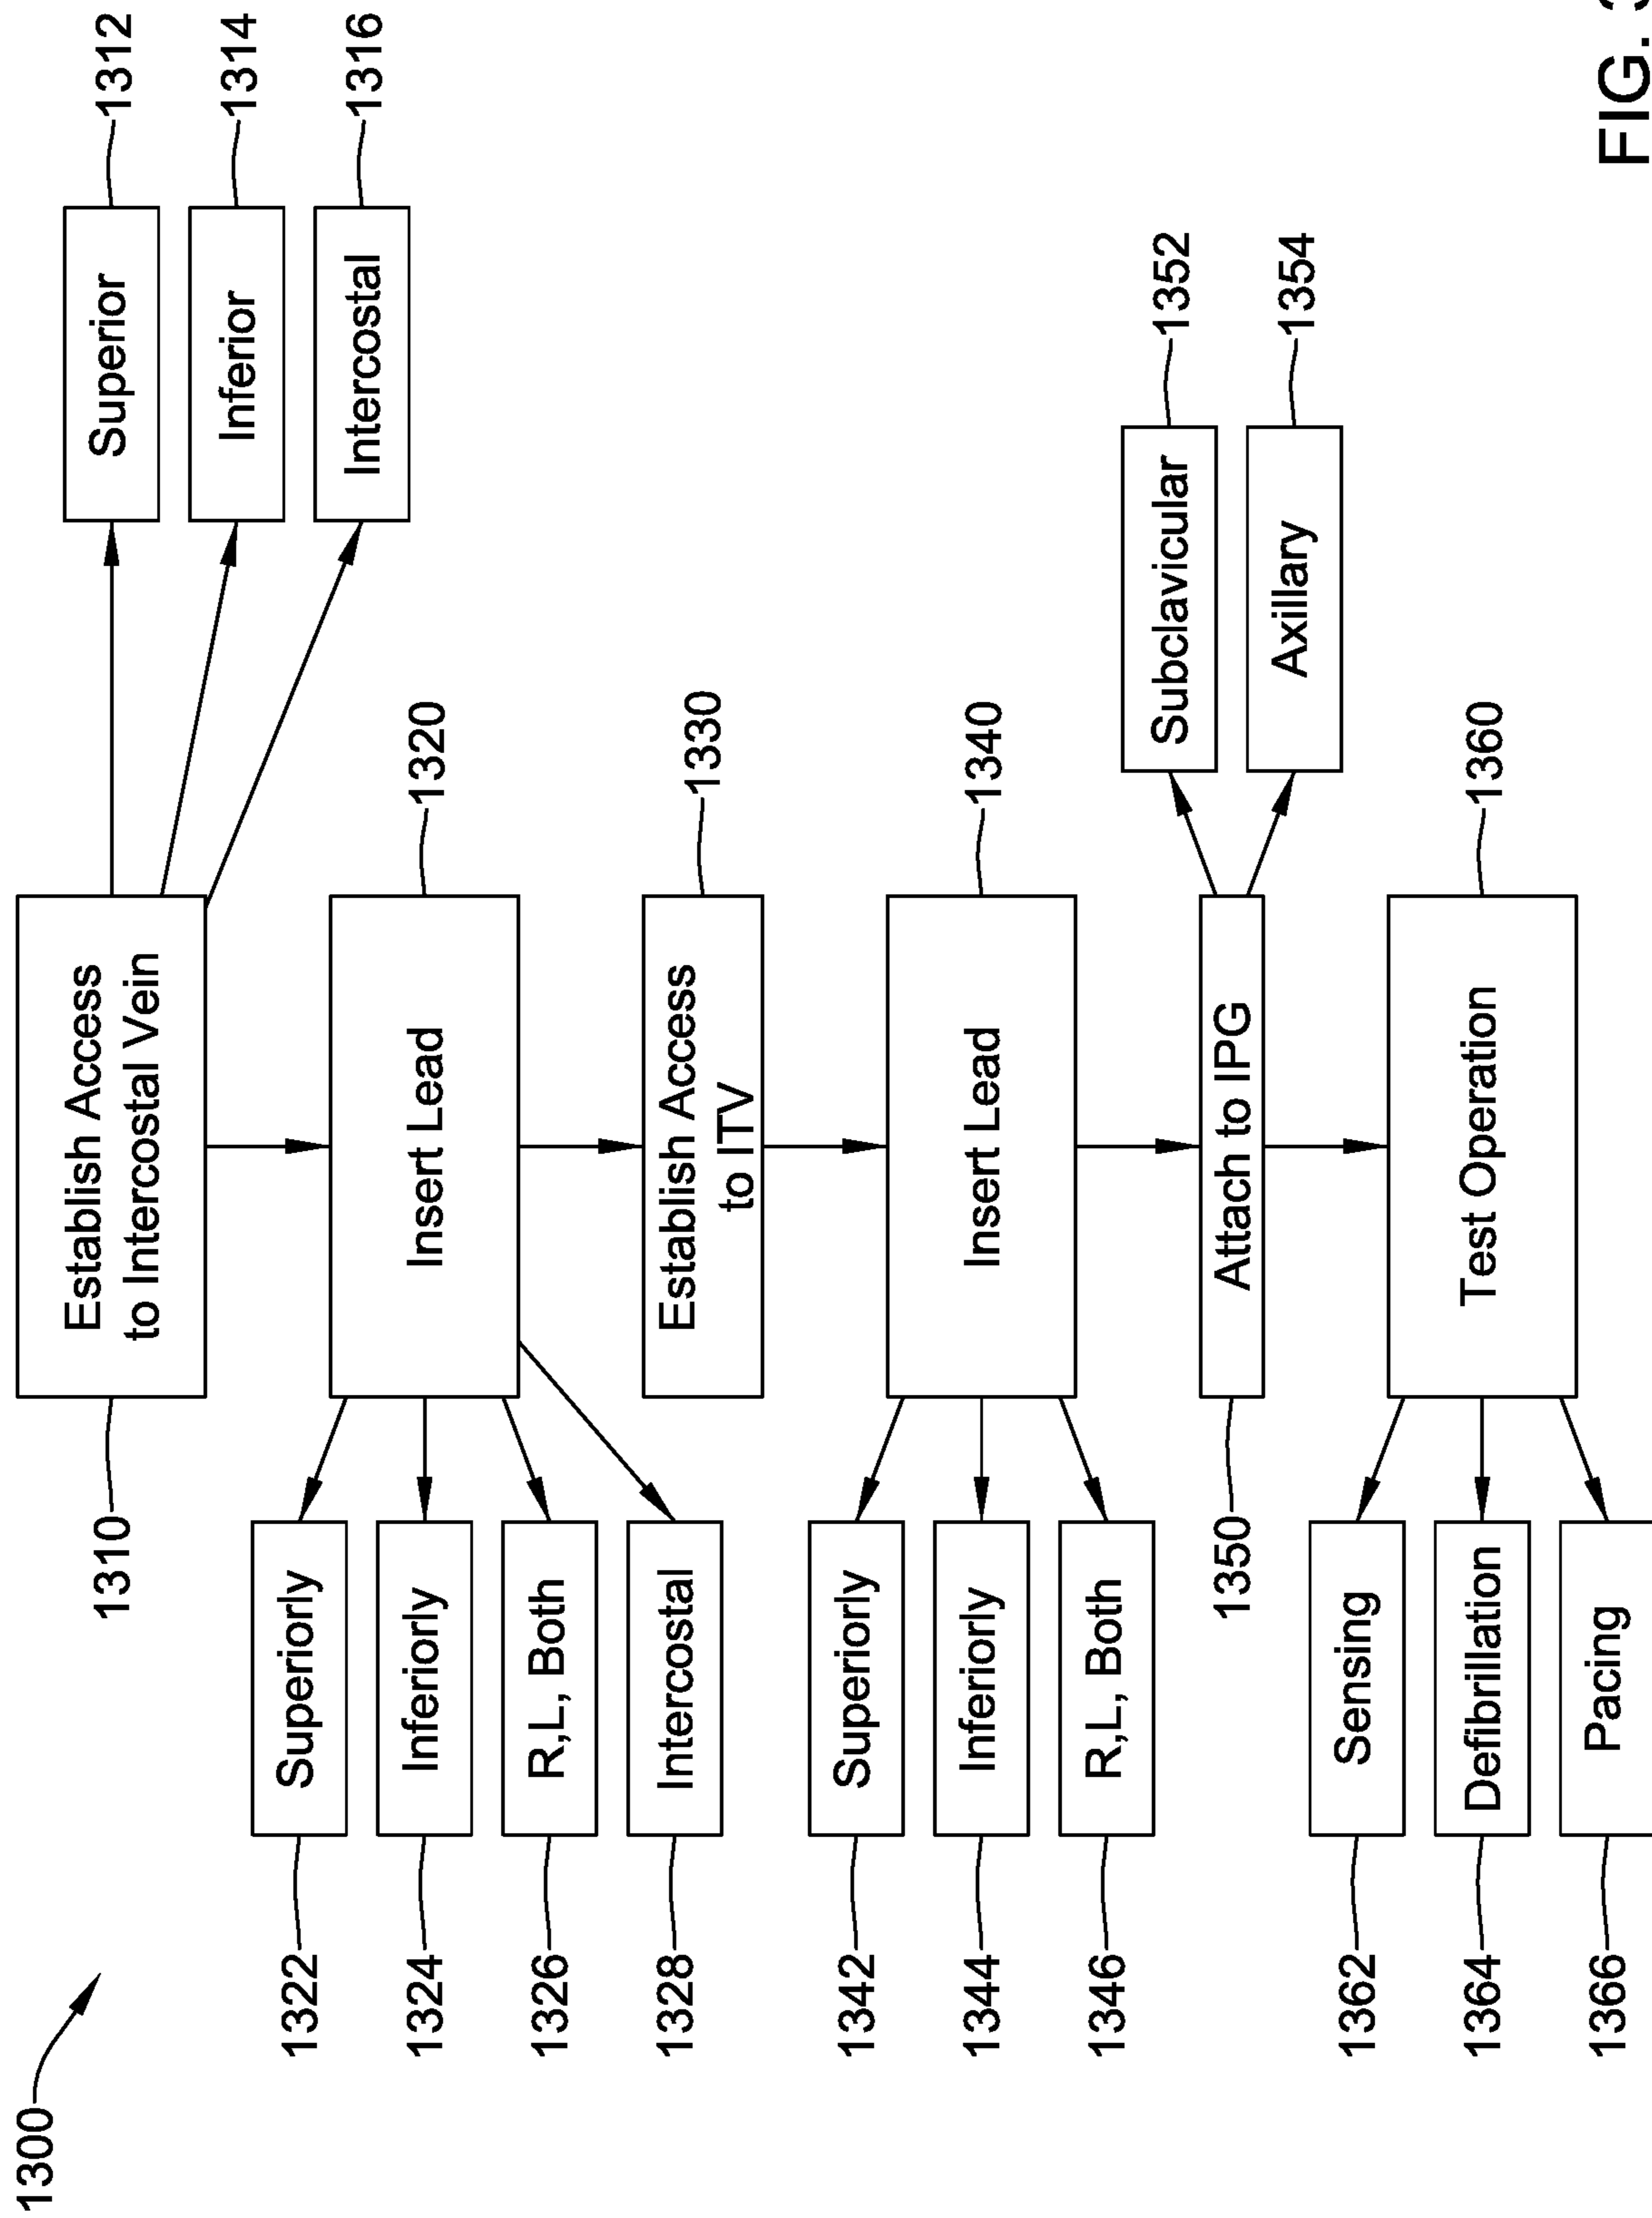 1300
1310
Establish Access
to Intercostal Vein
Superior
1312
Inferior
1314
Intercostal
1316
Insert Lead
1320
1322
Superiorly
1324
Inferiorly
1326
R,L, Both
1328
Intercostal
Establish Access
to ITV
1330
Insert Lead
1340
1342
Superiorly
1344
Inferiorly
1346
R,L, Both
1350
Attach to IPG
Subclavicular
1352
Axillary
1354
Test Operation
1360
1362
Sensing
1364
Defibrillation
1366
Pacing
FIG.